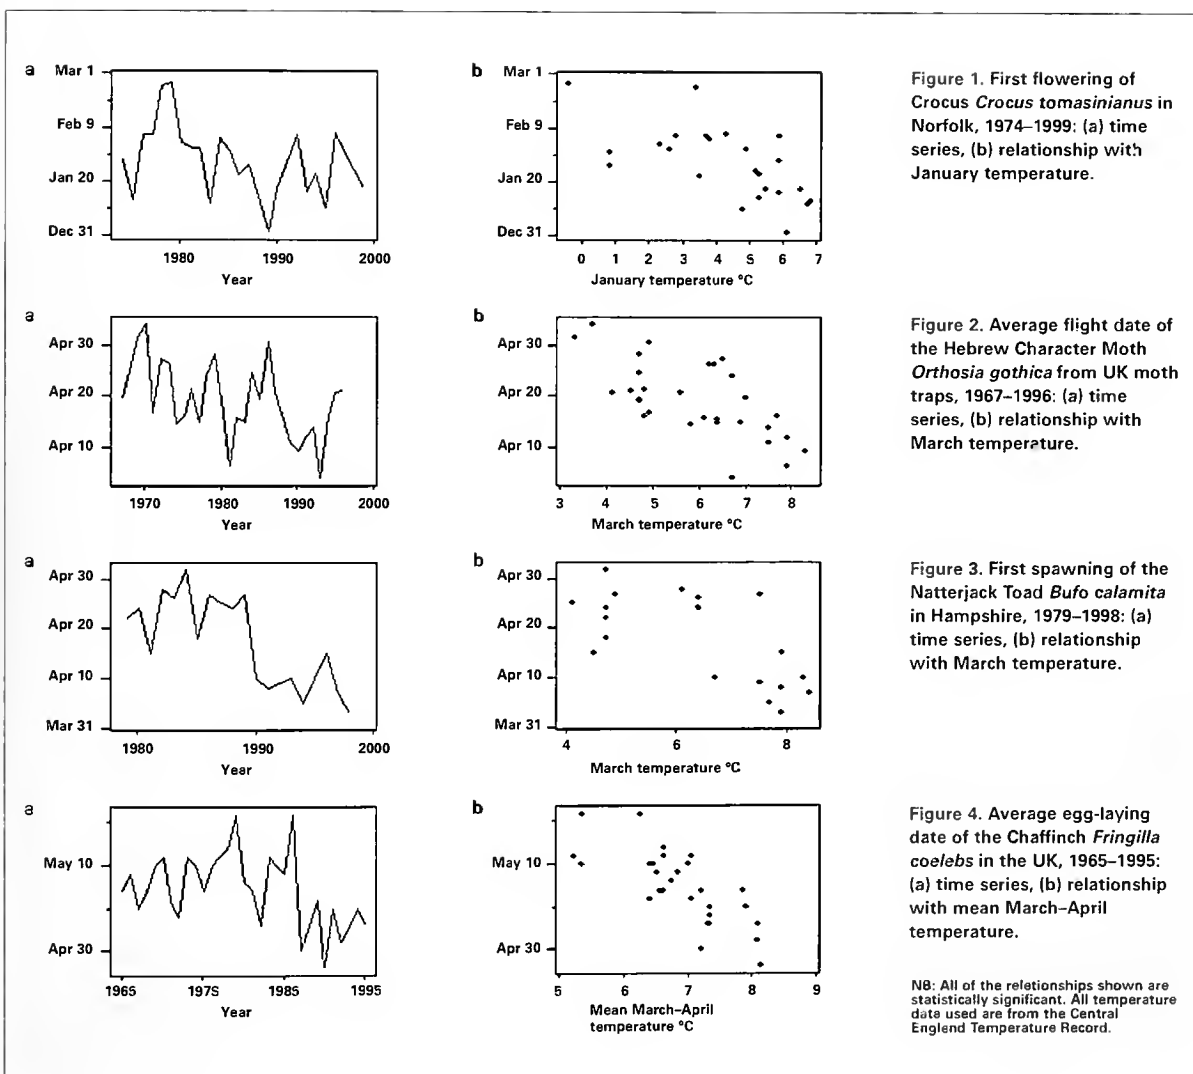 a
Mar 1
Feb 9
Jan 20
Dec 31
1980 1990 2000
Year
b
Mar 1
Feb 9
Jan 20
Dec 31
0 1 2 3 4 5 6 7
January temperature °C
Figure 1. First flowering of
Crocus Crocus tomasinianus in
Norfolk, 1974–1999: (a) time
series, (b) relationship with
January temperature.
a
Apr 30
Apr 20
Apr 10
1970 1980 1990 2000
Year
b
Apr 30
Apr 20
Apr 10
3 4 5 6 7 8
March temperature °C
Figure 2. Average flight date of
the Hebrew Character Moth
Orthosia gothica from UK moth
traps, 1967–1996: (a) time
series, (b) relationship with
March temperature.
a
Apr 30
Apr 20
Apr 10
Mar 31
1980 1990 2000
Year
b
Apr 30
Apr 20
Apr 10
Mar 31
4 6 8
March temperature °C
Figure 3. First spawning of the
Natterjack Toad Bufo calamita
in Hampshire, 1979–1998: (a)
time series, (b) relationship
with March temperature.
a
May 10
Apr 30
196S 197S 198S 1995
Year
b
May 10
Apr 30
5 6 7 8 9
Mean March–April
temperature °C
Figure 4. Average egg-laying
date of the Chaffinch Fringilla
coelebs in the UK, 1965–1995:
(a) time series, (b) relationship
with mean March–April
temperature.
NB: All of the relationships shown are
statistically significant. All temperature
data used are from the Central
Englend Temperature Record.